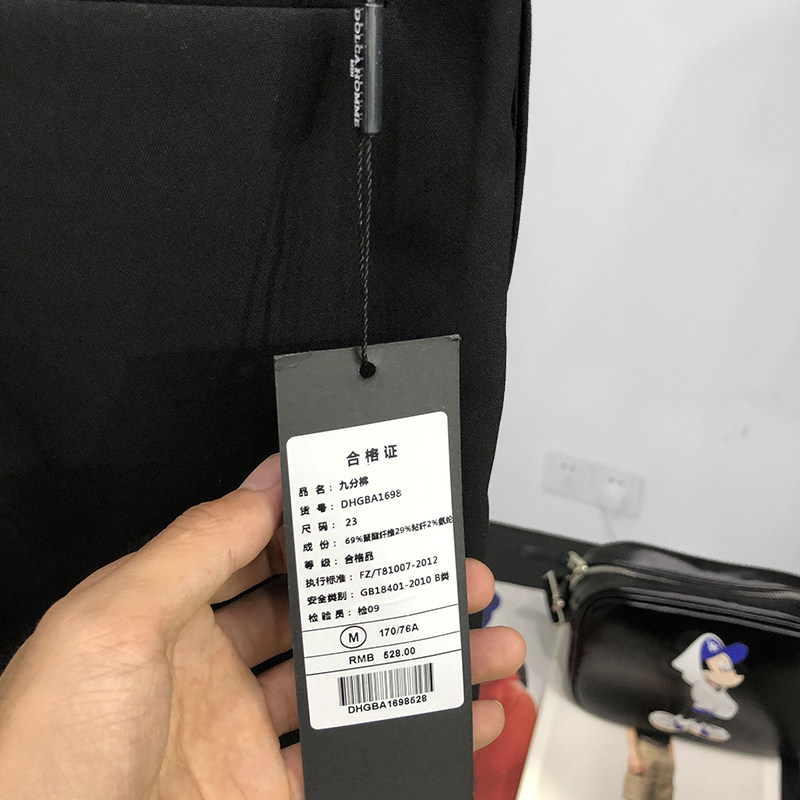 DOLCAHOMME
合格证
品 名：九分裤
货 号：DHGBA1698
尺 码：23
成 份：69%聚酯纤维29%粘纤2%氨纶
等 级：合格品
执行标准：FZ/T81007-2012
安全类别：GB18401-2010 B类
检 验 员：检09
M 170/76A
RMB 528.00
DHGBA1698528